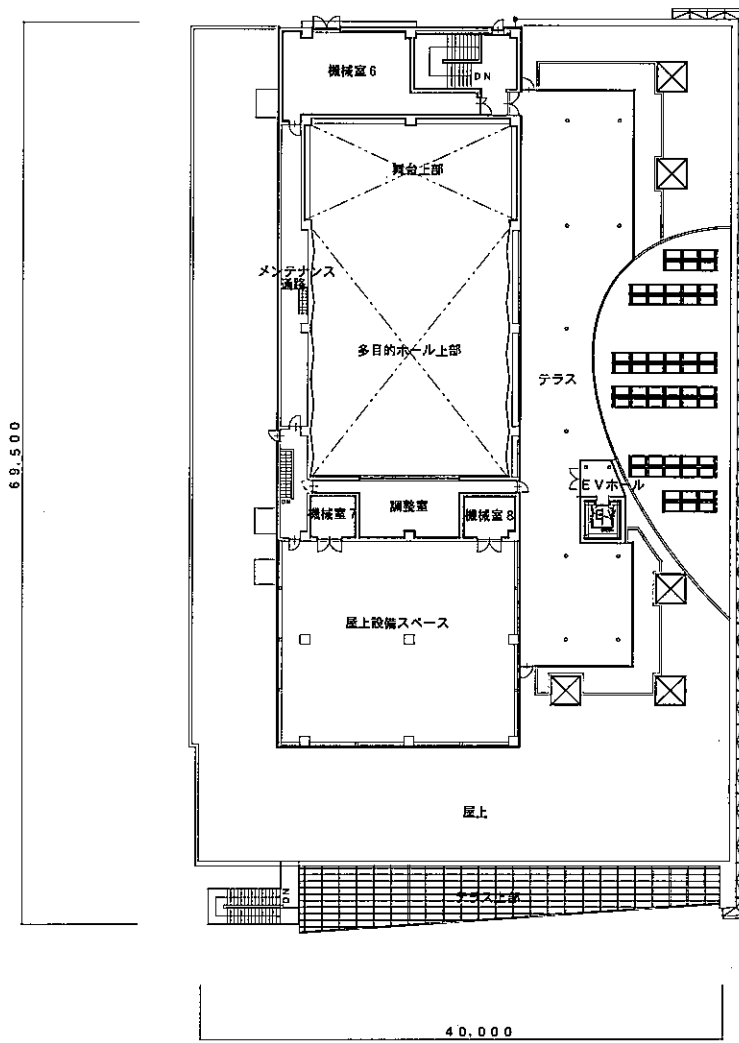 機械室6
DN
舞台上部
メンテナンス
通路
多目的ホール上部
テラス
69,500
EVホール
EV
DN
機械室7
調整室
機械室8
屋上設備スペース
屋上
DN
テラス上部
40,000